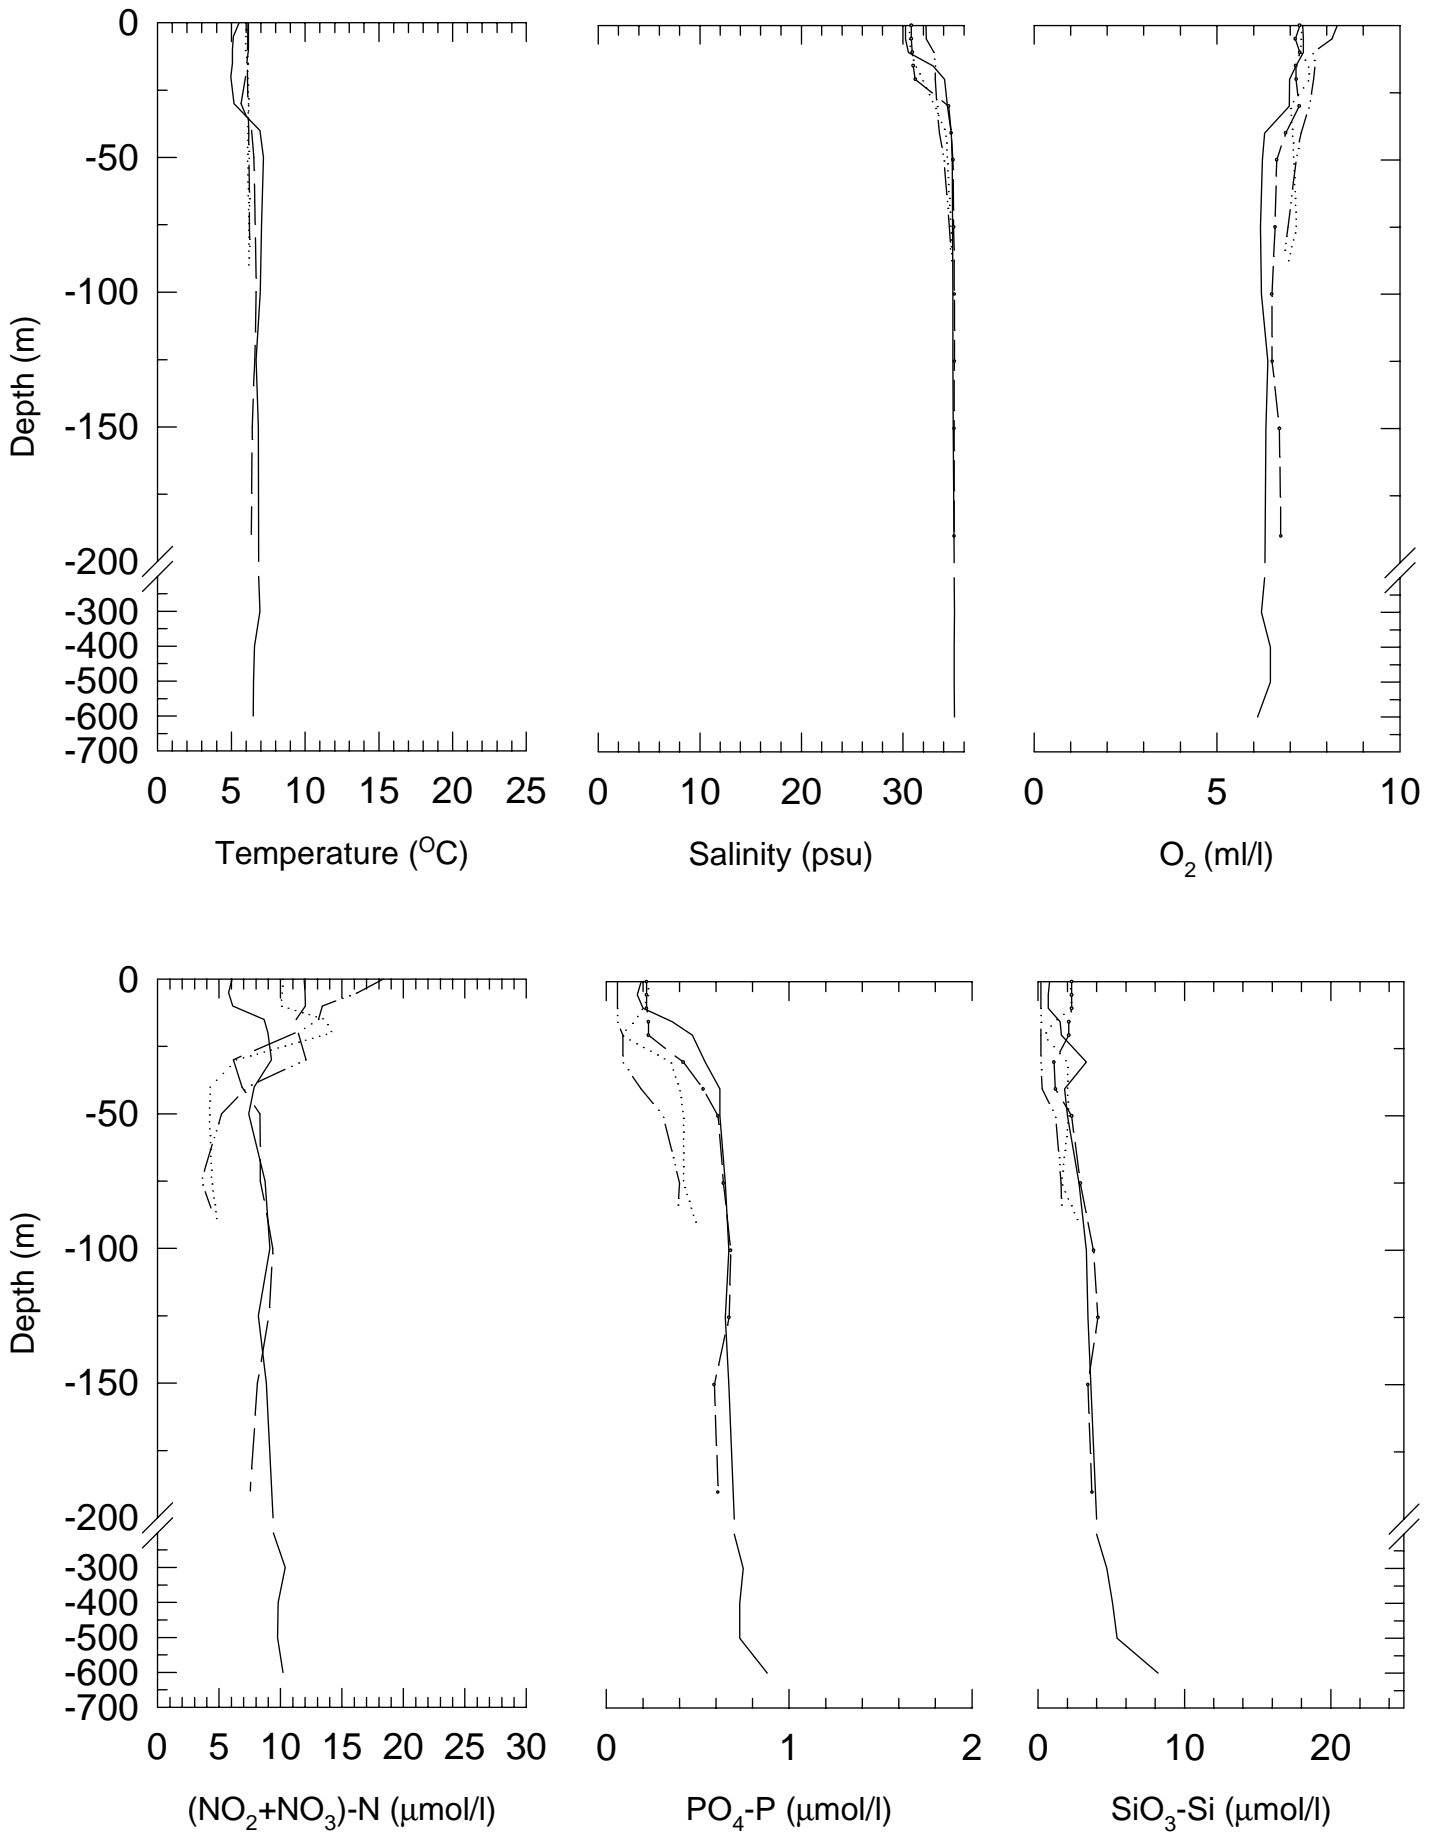 0
-50
-100
-150
-200
-300
-400
-500
-600
-700
Depth (m)
0 5 10 15 20 25
Temperature (OC)
0 10 20 30
Salinity (psu)
0 5 10
O2 (ml/l)
0
-50
-100
-150
-200
-300
-400
-500
-600
-700
Depth (m)
0 5 10 15 20 25 30
(NO2+NO3)-N (μmol/l)
0 1 2
PO4-P (μmol/l)
0 10 20
SiO3-Si (μmol/l)